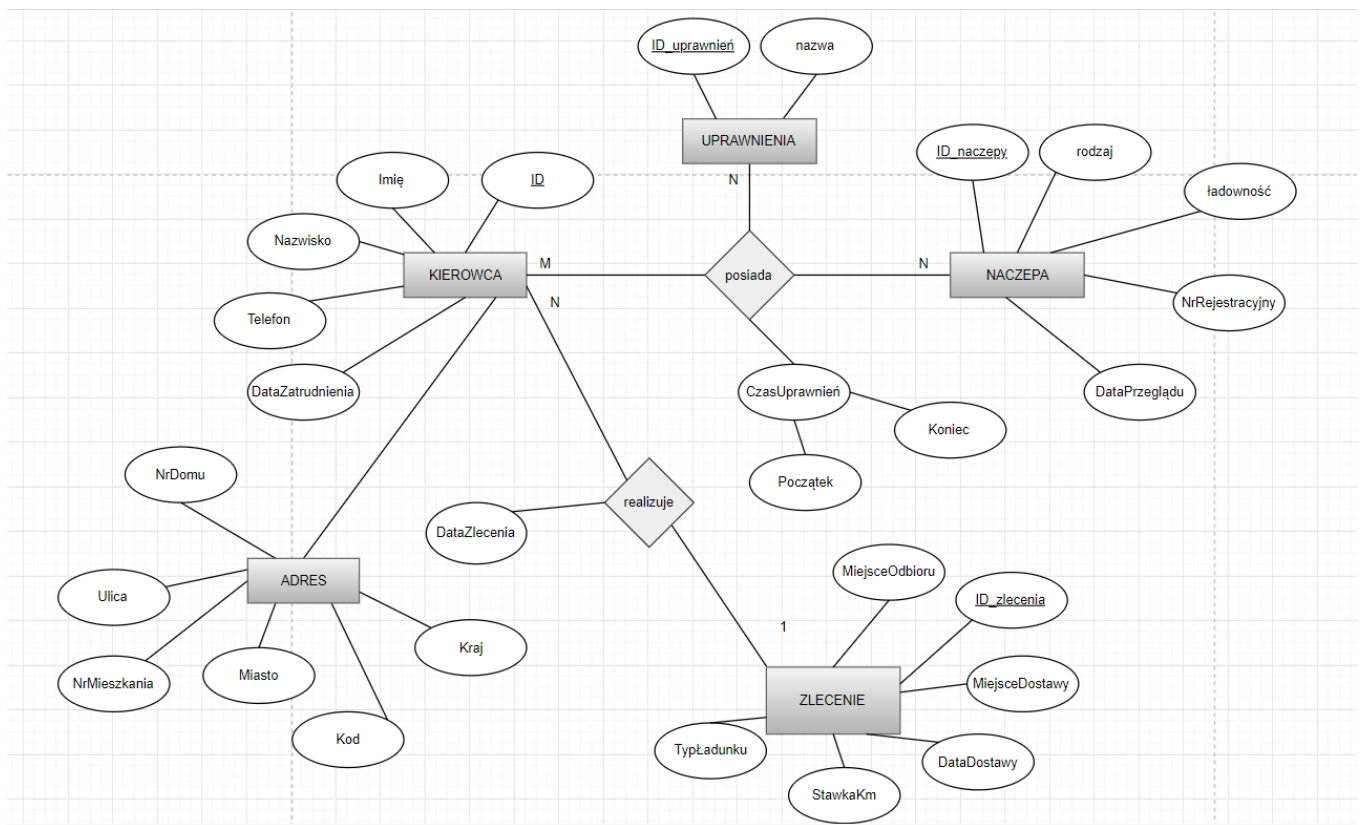 ID_uprawnień
nazwa
UPRAWNIENIA
ID_naczepy
rodzaj
Imię
ID
N
ładowność
Nazwisko
KIEROWCA
M
posiada
N
NACZEPA
N
NrRejestracyjny
Telefon
DataZatrudnienia
CzasUprawnień
DataPrzeglądu
Koniec
NrDomu
Początek
realizuje
DataZlecenia
MiejsceOdbioru
ADRES
Ulica
ID_zlecenia
1
Kraj
Miasto
NrMieszkania
MiejsceDostawy
ZLECENIE
Kod
TypŁadunku
DataDostawy
StawkaKm